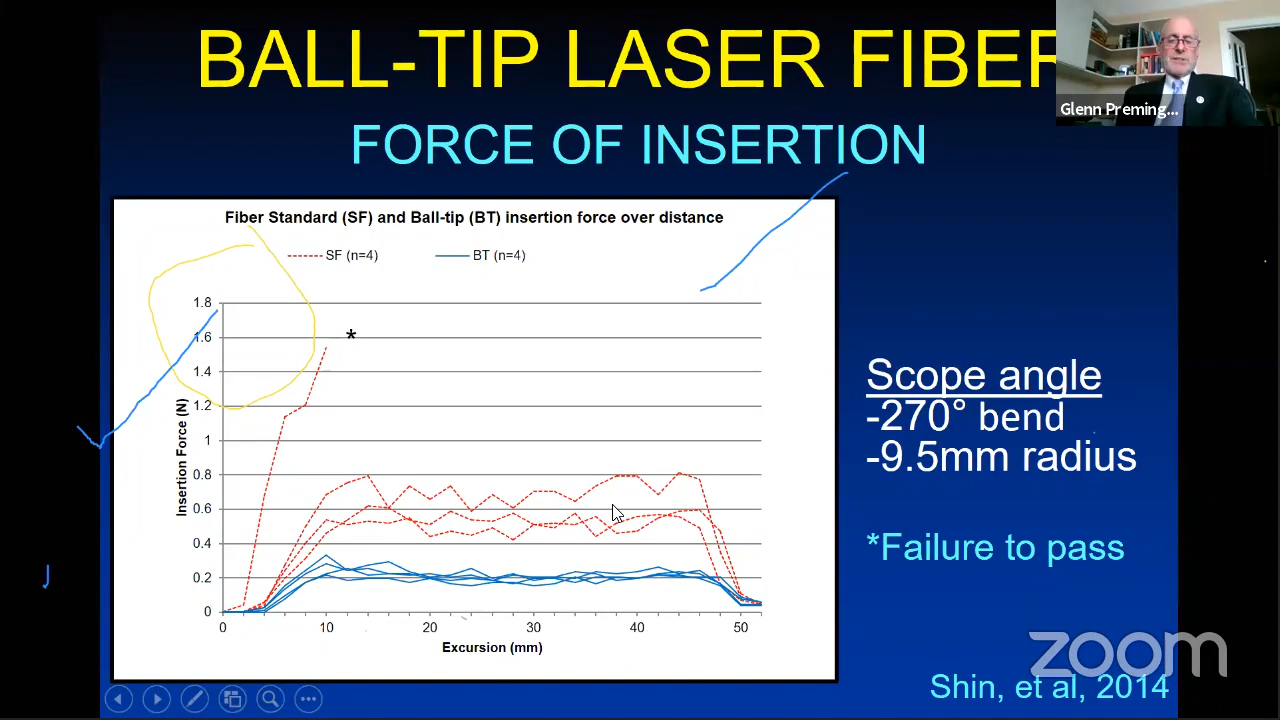 BALL-TIP LASER FIBER
Glenn Preming...
FORCE OF INSERTION
Fiber Standard (SF) and Ball-tip (BT) insertion force over distance
SF (n=4)
BT (n=4)
1.8
1.6
1.4
1.2
1
0.8
0.6
0.4
0.2
0
Insertion Force (N)
*
0 10 20 30 40 50
Excursion (mm)
Scope angle
-270° bend
-9.5mm radius
*Failure to pass
zoom
Shin, et al, 2014